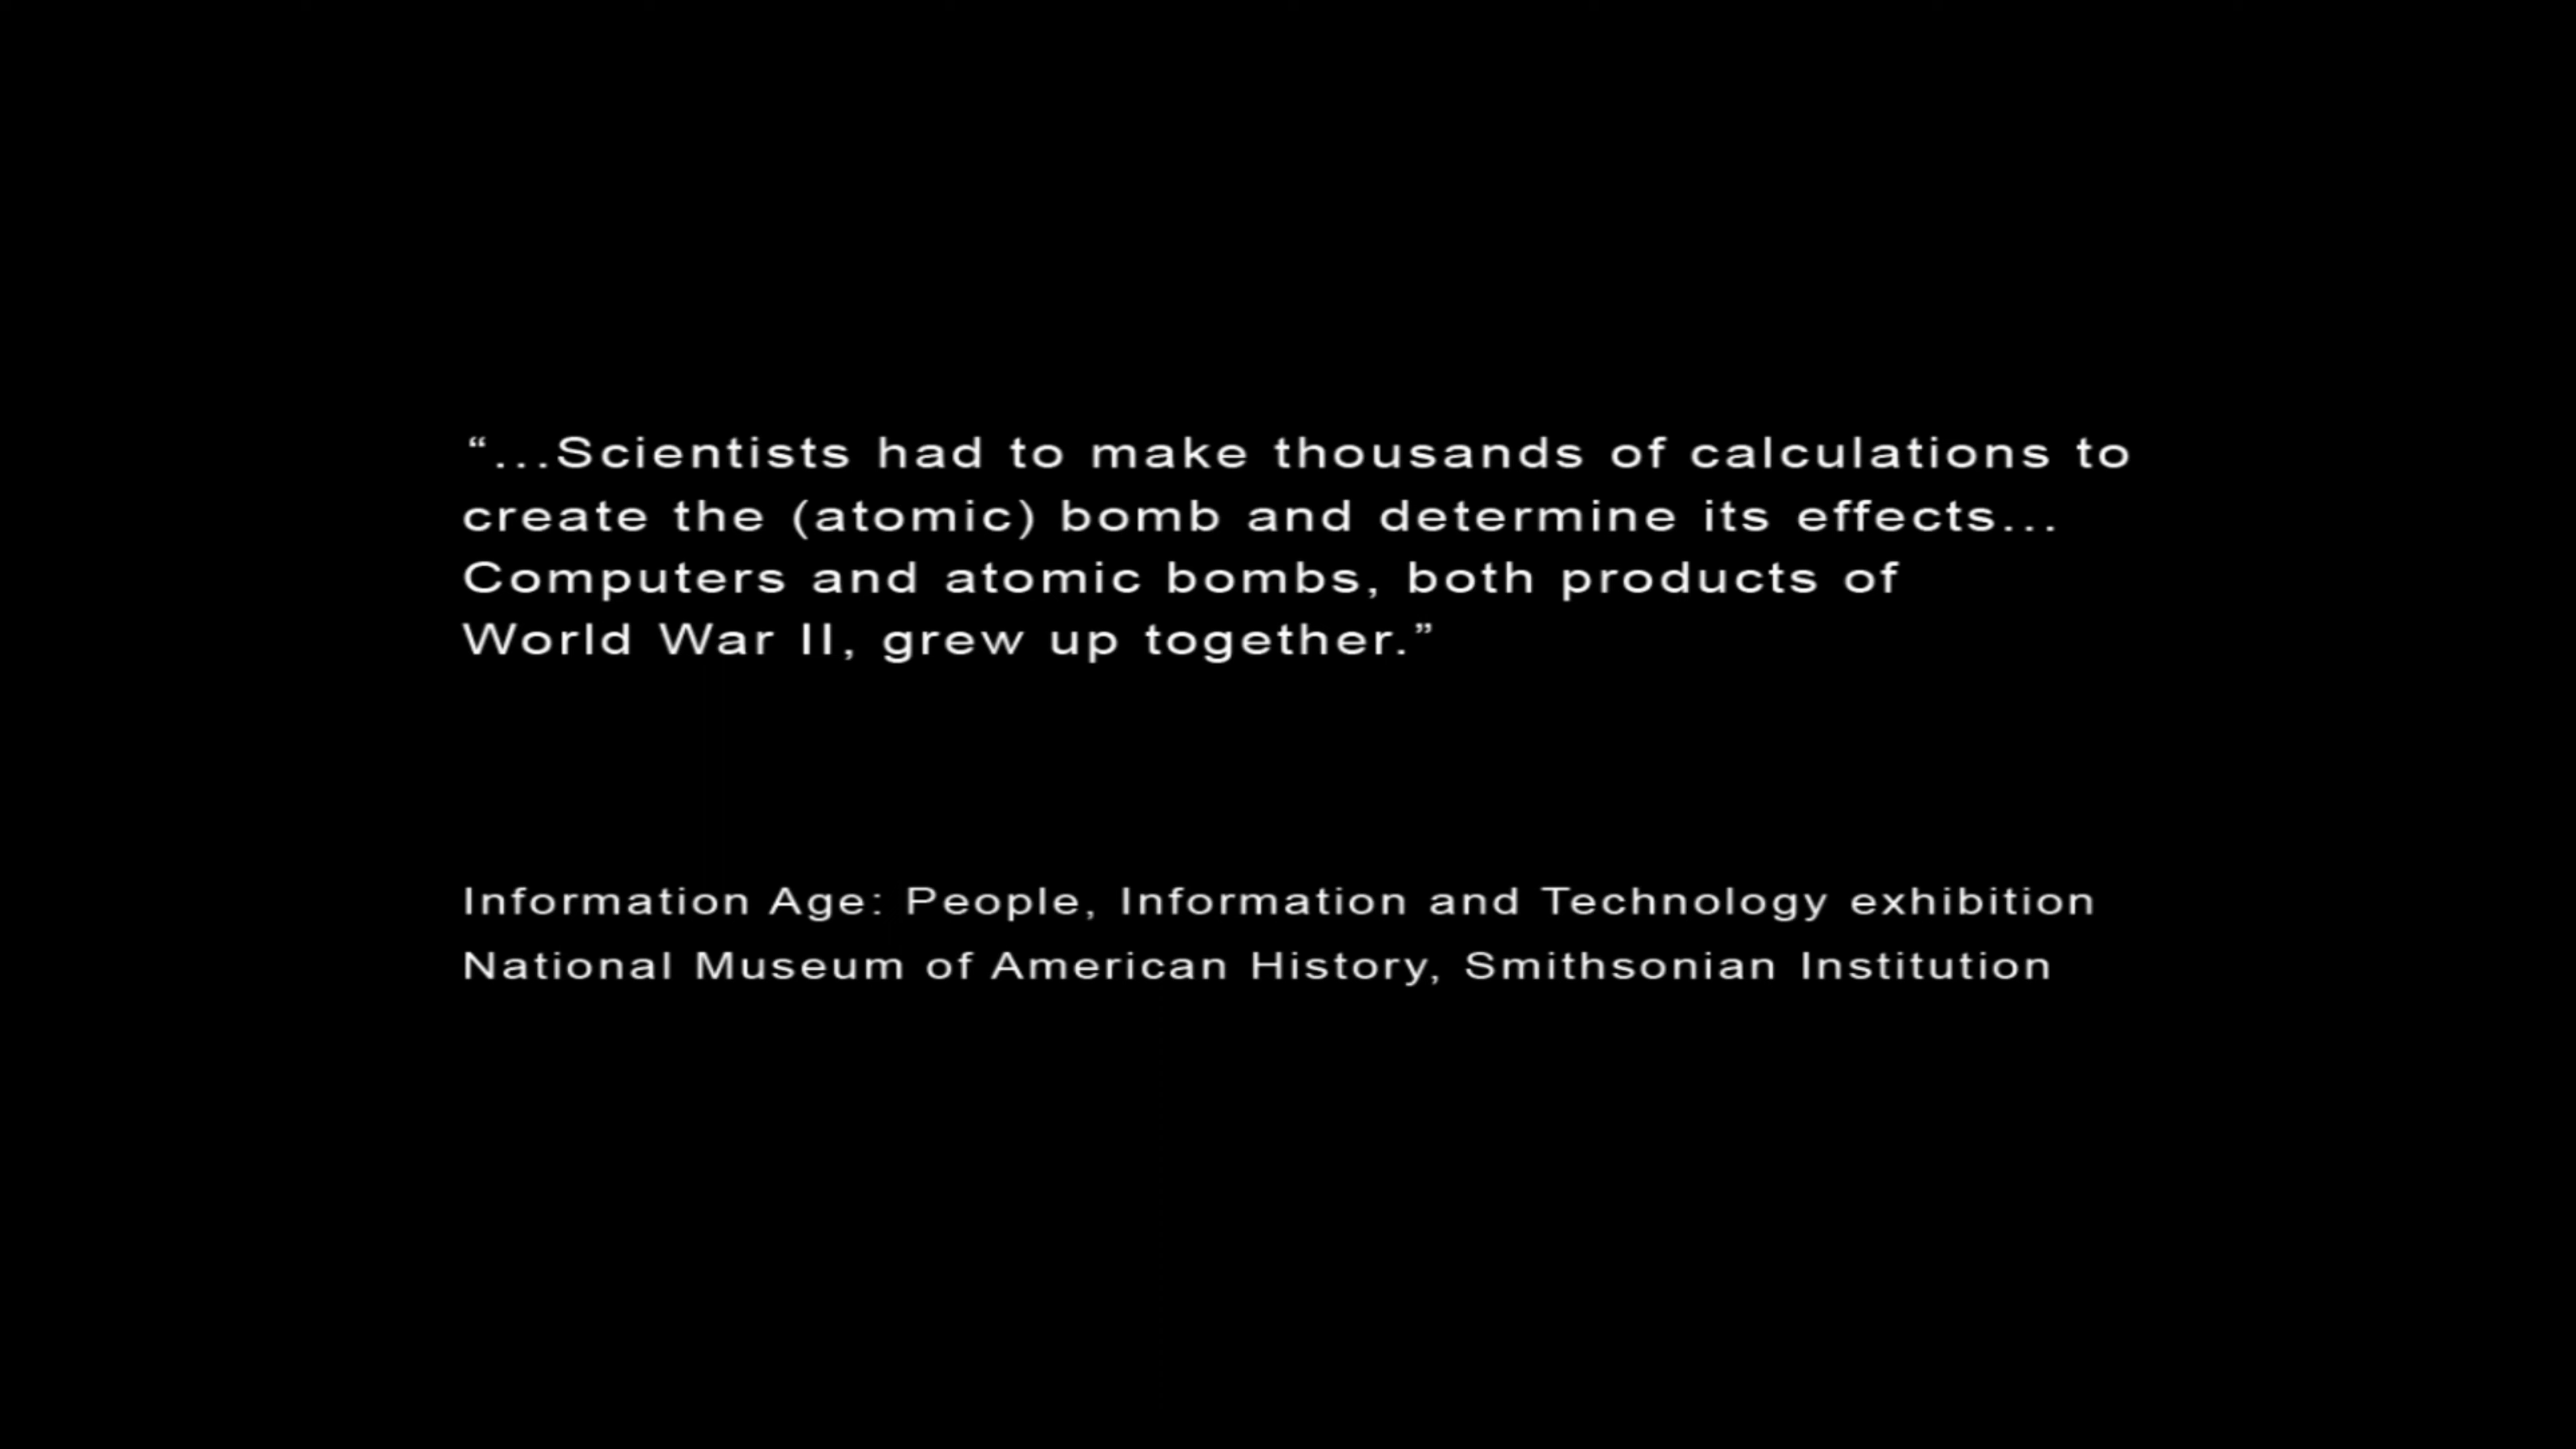 “...Scientists had to make thousands of calculations to
create the (atomic) bomb and determine its effects...
Computers and atomic bombs, both products of
World War II, grew up together.”
Information Age: People, Information and Technology exhibition
National Museum of American History, Smithsonian Institution